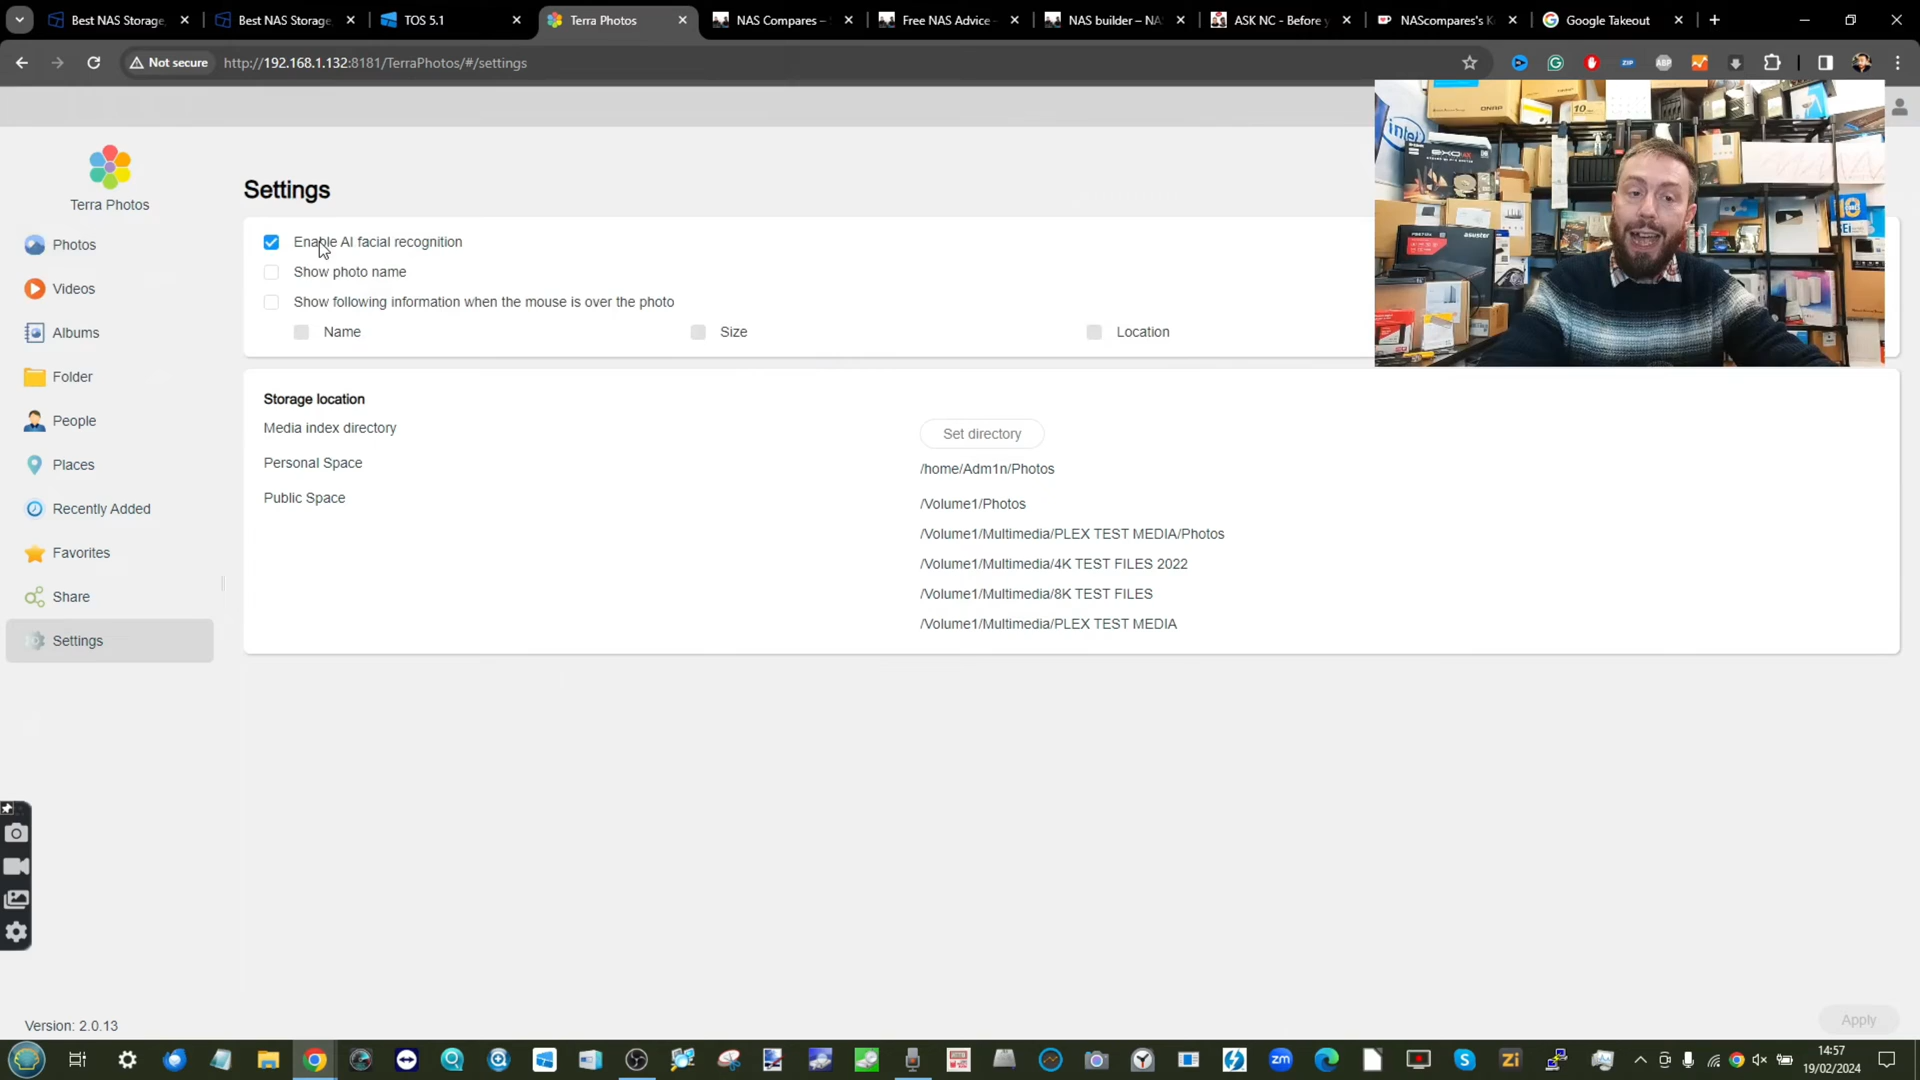 Best NAS Storage
Best NAS Storage
TOS 5.1
Terra Photos
NAS Compares –
Free NAS Advice
NAS builder – NA
ASK NC - Before y
NAScompares's K
Google Takeout
Not secure
http://192.168.1.132:8181/TerraPhotos/#/settings
Terra Photos
Photos
Videos
Albums
Folder
People
Places
Recently Added
Favorites
Share
Settings
Version: 2.0.13
Settings
Enable AI facial recognition
Show photo name
Show following information when the mouse is over the photo
Name Size Location
Storage location
Media index directory Set directory
Personal Space /home/Adm1n/Photos
Public Space /Volume1/Photos
/Volume1/Multimedia/PLEX TEST MEDIA/Photos
/Volume1/Multimedia/4K TEST FILES 2022
/Volume1/Multimedia/8K TEST FILES
/Volume1/Multimedia/PLEX TEST MEDIA
Apply
intel
QNAP
asustor
14:57
19/02/2024